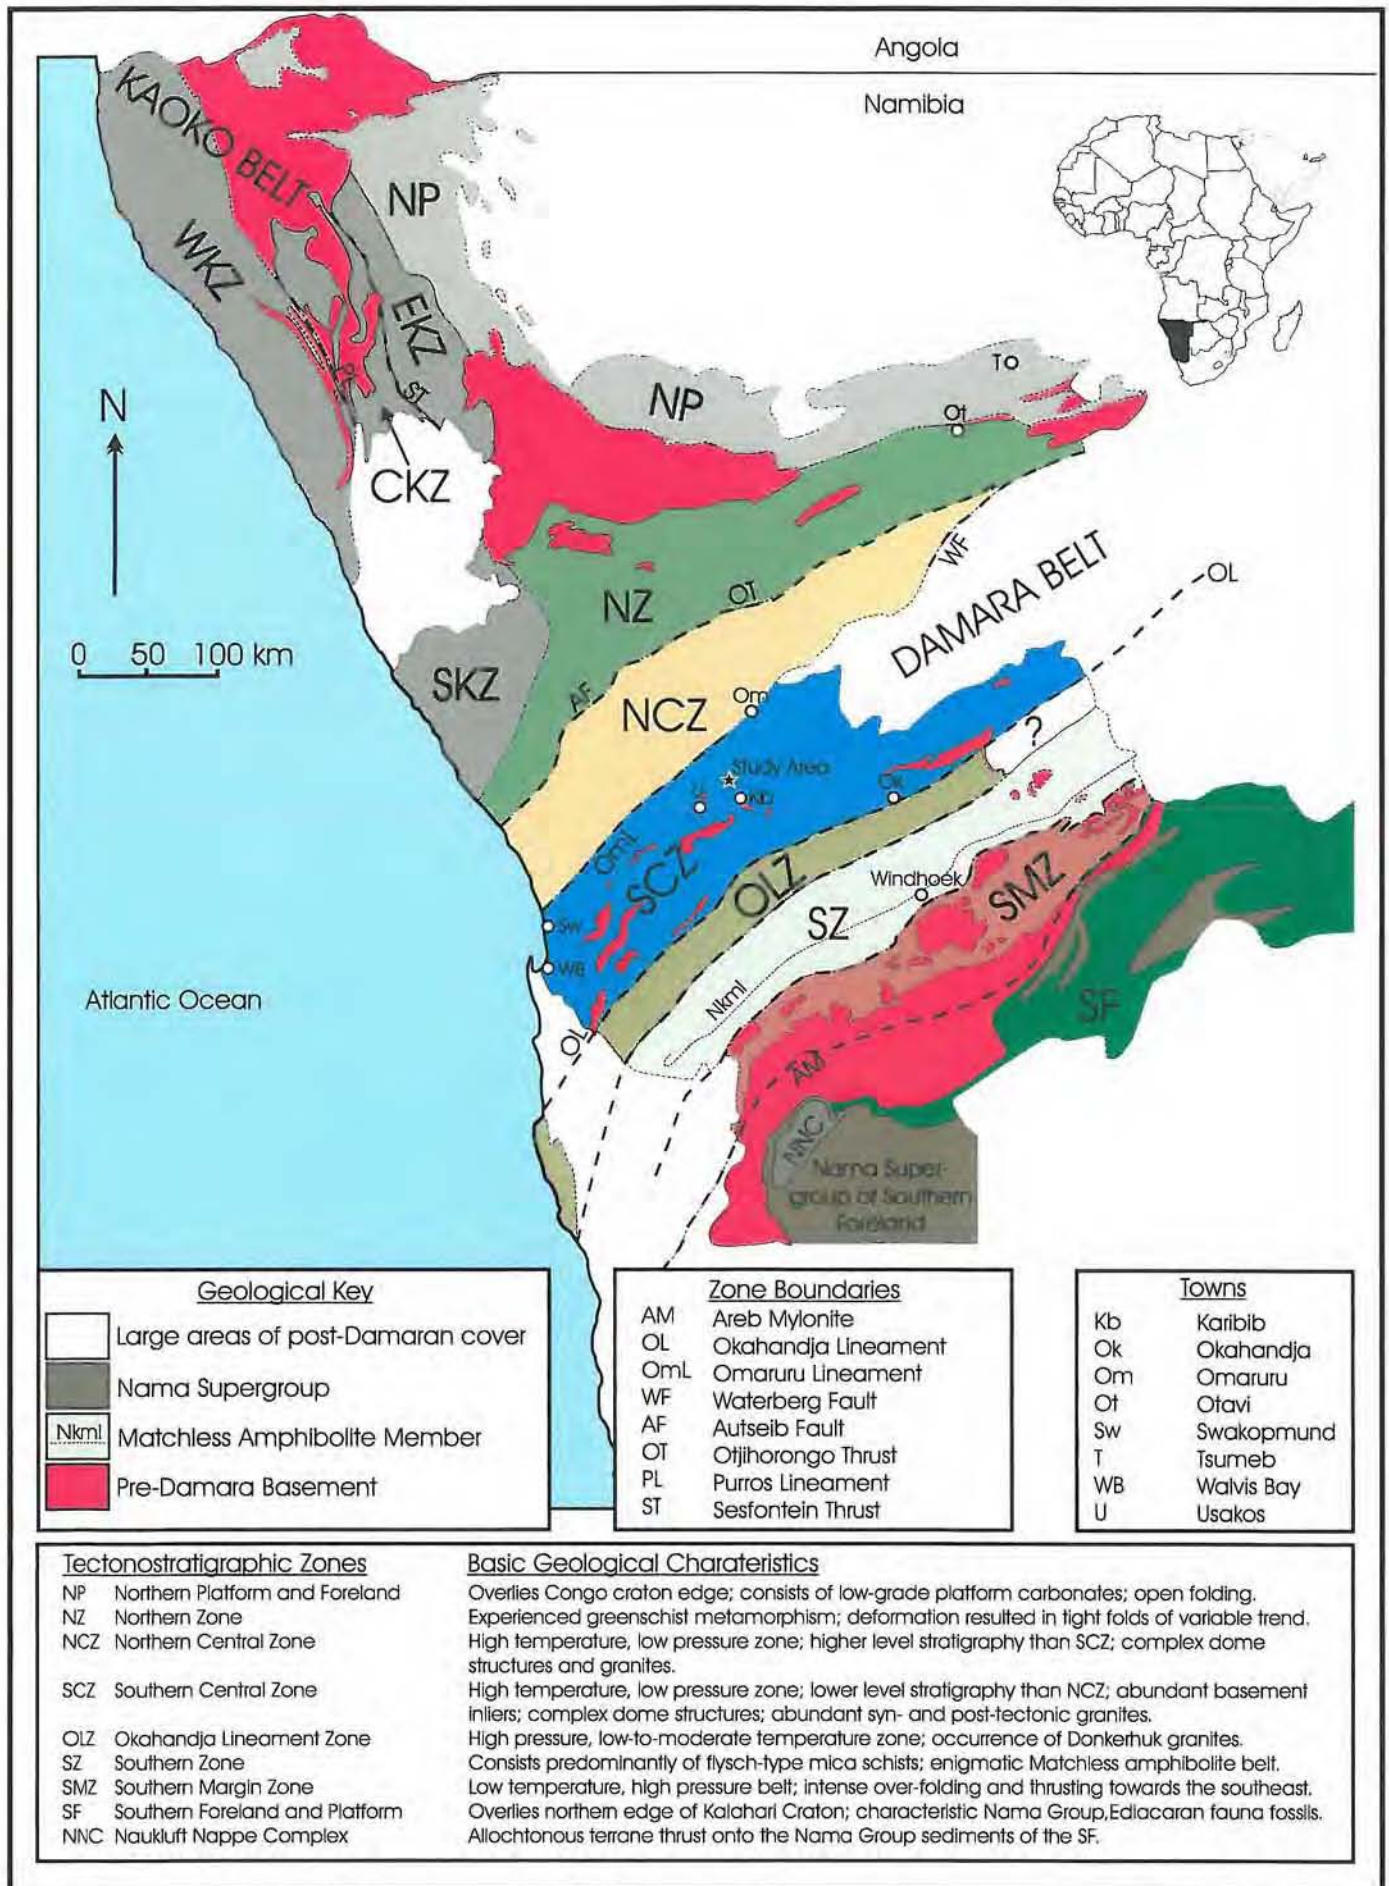 Angola
Namibia
KAOKO BELT
NP
WKZ
EKZ
To
NP
PL
ST
Ot
N
CKZ
WF
DAMARA BELT
OL
NZ
OT
0 50 100 km
SKZ
AF
NCZ
Om
?
Study Area
U
Kb
Ok
OmL
SCZ
OLZ
Windhoek
SMZ
SZ
Sw
WB
Atlantic Ocean
Nkml
SF
OL
AM
NNC
Nama Super-
group of Southern
Foreland
Geological Key
Large areas of post-Damaran cover
Nama Supergroup
Nkml Matchless Amphibolite Member
Pre-Damara Basement
Zone Boundaries
AM Areb Mylonite
OL Okahandja Lineament
OmL Omaruru Lineament
WF Waterberg Fault
AF Autseib Fault
OT Otjihorongo Thrust
PL Purros Lineament
ST Sesfontein Thrust
Towns
Kb Karibib
Ok Okahandja
Om Omaruru
Ot Otavi
Sw Swakopmund
T Tsumeb
WB Walvis Bay
U Usakos
Tectonostratigraphic Zones Basic Geological Charateristics
NP Northern Platform and Foreland Overlies Congo craton edge; consists of low-grade platform carbonates; open folding.
NZ Northern Zone Experienced greenschist metamorphism; deformation resulted in tight folds of variable trend.
NCZ Northern Central Zone High temperature, low pressure zone; higher level stratigraphy than SCZ; complex dome
structures and granites.
SCZ Southern Central Zone High temperature, low pressure zone; lower level stratigraphy than NCZ; abundant basement
inliers; complex dome structures; abundant syn- and post-tectonic granites.
OLZ Okahandja Lineament Zone High pressure, low-to-moderate temperature zone; occurrence of Donkerhuk granites.
SZ Southern Zone Consists predominantly of flysch-type mica schists; enigmatic Matchless amphibolite belt.
SMZ Southern Margin Zone Low temperature, high pressure belt; intense over-folding and thrusting towards the southeast.
SF Southern Foreland and Platform Overlies northern edge of Kalahari Craton; characteristic Nama Group,Ediacaran fauna fossils.
NNC Naukluft Nappe Complex Allochtonous terrane thrust onto the Nama Group sediments of the SF.